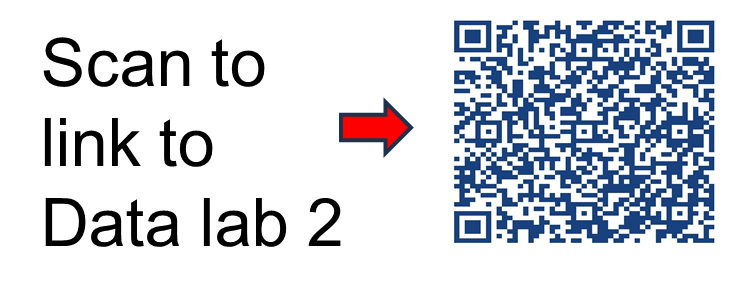 Scan to
link to
Data lab 2